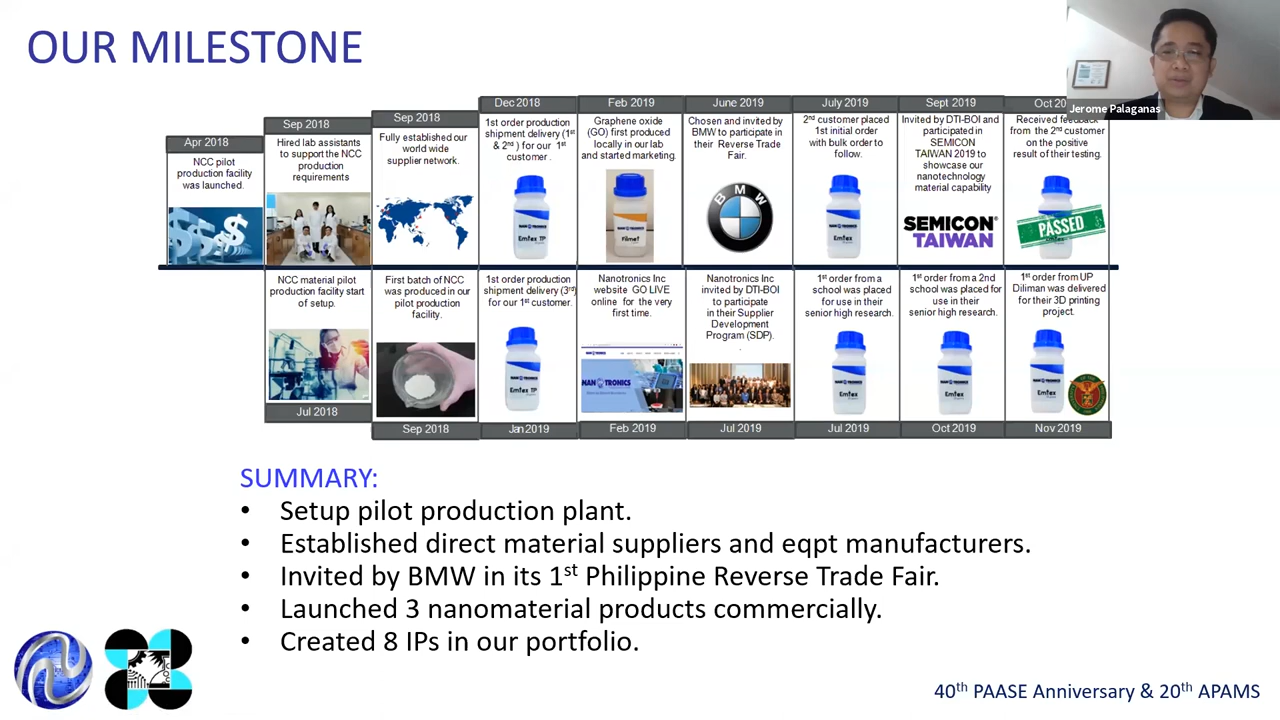 OUR MILESTONE
Jerome Palaganas
Apr 2018
NCC pilot
production facility
was launched.
Sep 2018
Hired lab assistants
to support the NCC
production
requirements
Sep 2018
Fully established our
world wide
supplier network.
Dec 2018
1st order production
shipment delivery (1st
& 2nd ) for our 1st
customer .
Emfex TP
Feb 2019
Graphene oxide
(GO) first produced
locally in our lab
and started marketing.
June 2019
Chosen and invited by
BMW to participate in
their Reverse Trade
Fair.
BMW
July 2019
2nd customer placed
1st initial order
with bulk order to
follow.
Emfex
Sept 2019
Invited by DTI-BOI and
participated in
SEMICON
TAIWAN 2019 to
showcase our
nanotechnology
material capability
SEMICON
TAIWAN
Received feedback
from the 2nd customer
on the positive
result of their testing.
PASSED
NCC material pilot
production facility start
of setup.
Jul 2018
First batch of NCC
was produced in our
pilot production
facility.
Sep 2018
1st order production
shipment delivery (3rd)
for our 1st customer.
Emfex TP
Jan 2019
Nanotronics Inc
website GO LIVE
online for the very
first time.
NANOTRONICS
Feb 2019
Nanotronics Inc
invited by DTI-BOI
to participate
in their Supplier
Development
Program (SDP).
Jul 2019
1st order from a
school was placed
for use in their
senior high research.
Emfex
Jul 2019
1st order from a 2nd
school was placed for
use in their
senior high research.
Emfex
Oct 2019
1st order from UP
Diliman was delivered
for their 3D printing
project.
Emfex
Nov 2019
SUMMARY:
• Setup pilot production plant.
• Established direct material suppliers and eqpt manufacturers.
• Invited by BMW in its 1st Philippine Reverse Trade Fair.
• Launched 3 nanomaterial products commercially.
• Created 8 IPs in our portfolio.
40th PAASE Anniversary & 20th APAMS